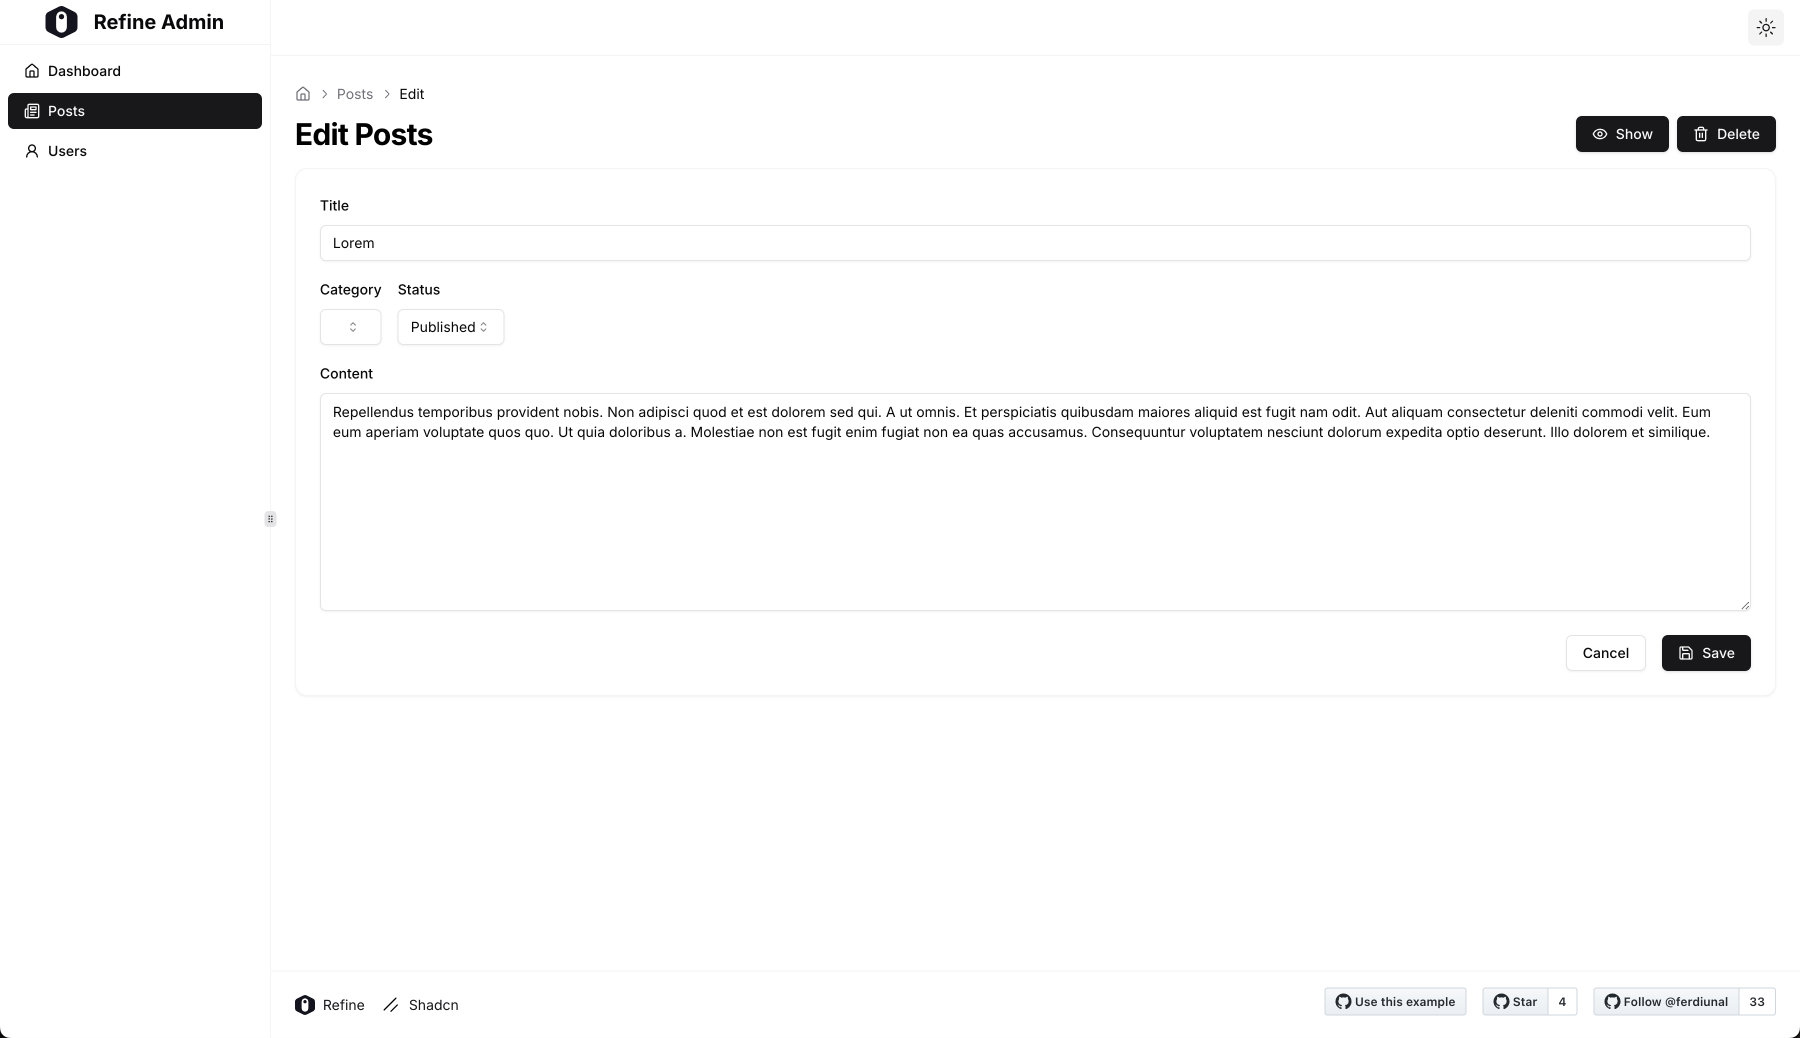 Refine Admin
Dashboard
Posts
Users
Posts Edit
Edit Posts
Show Delete
Title
Lorem
Category Status
Published
Content
Repellendus temporibus provident nobis. Non adipisci quod et est dolorem sed qui. A ut omnis. Et perspiciatis quibusdam maiores aliquid est fugit nam odit. Aut aliquam consectetur deleniti commodi velit. Eum
eum aperiam voluptate quos quo. Ut quia doloribus a. Molestiae non est fugit enim fugiat non ea quas accusamus. Consequuntur voluptatem nesciunt dolorum expedita optio deserunt. Illo dolorem et similique.
Cancel Save
Refine Shadcn
Use this example Star 4 Follow @ferdiunal 33